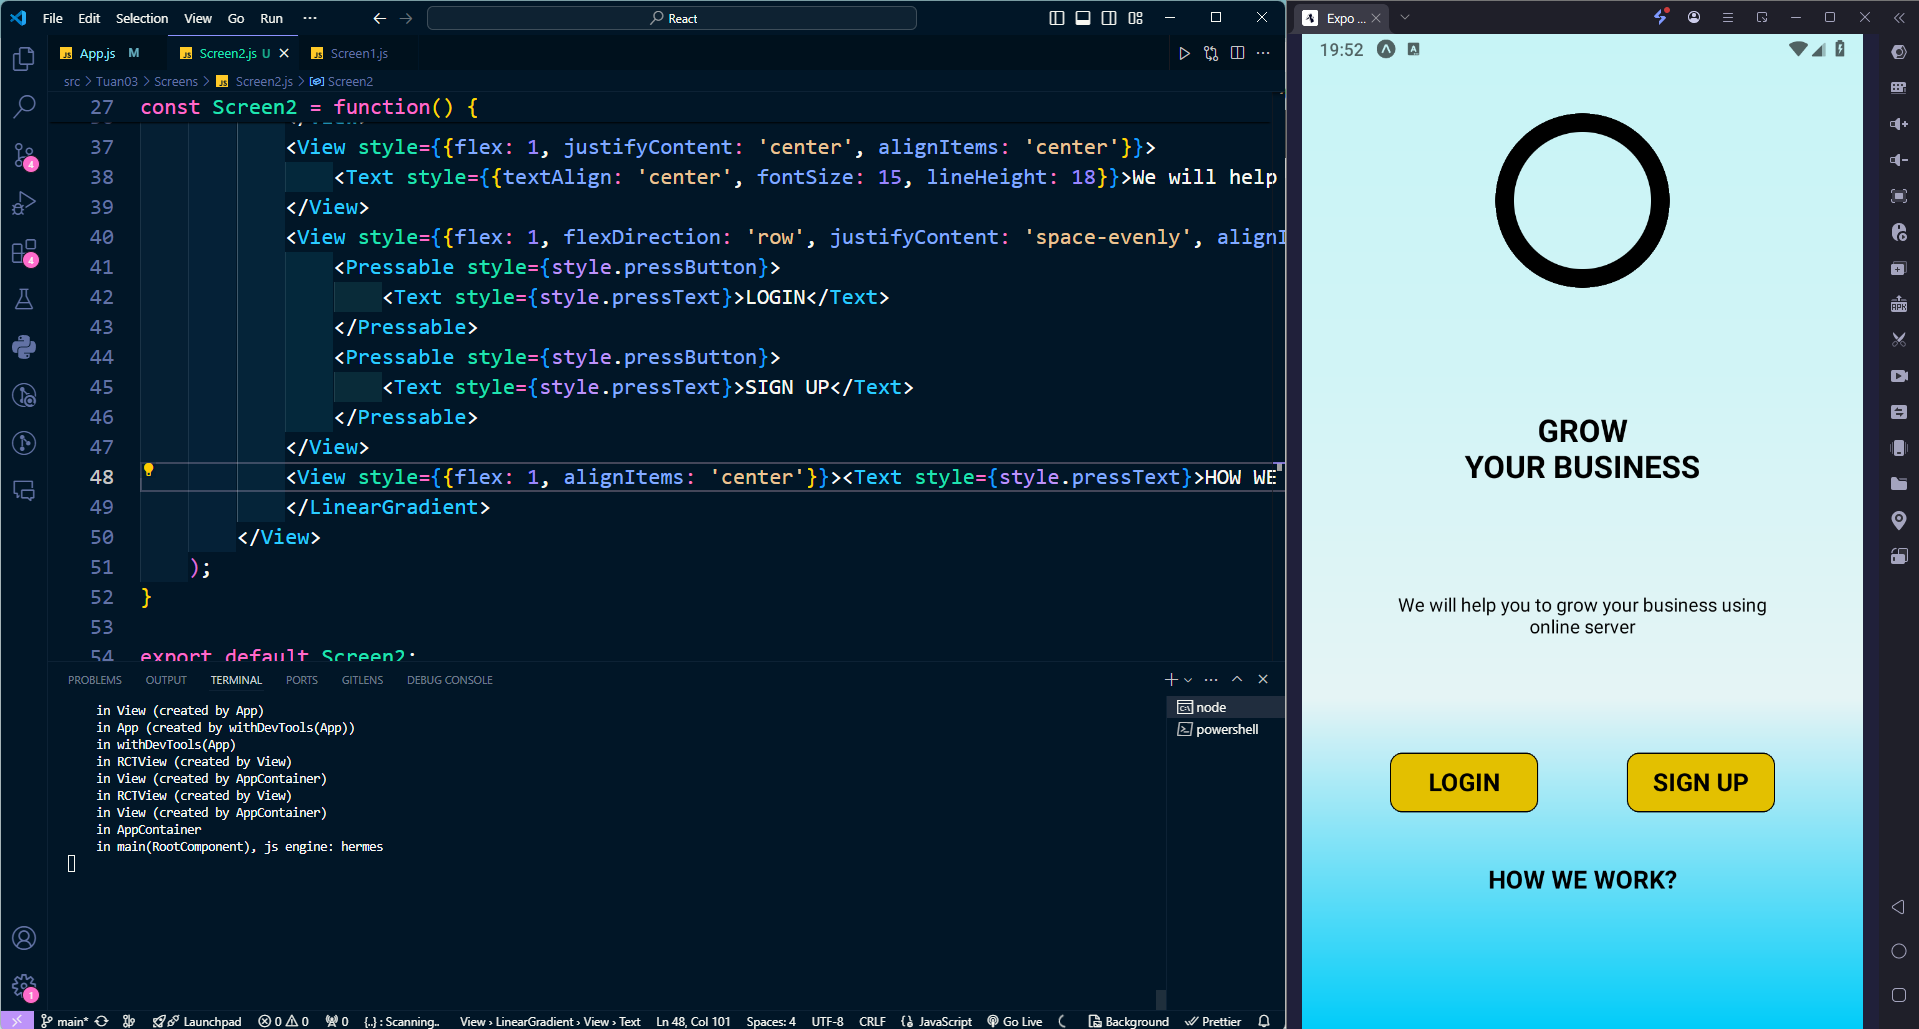 File Edit Selection View Go Run ··· React
App.js M Screen2.js U Screen1.js
src > Tuan03 > Screens > Screen2.js > Screen2
27 const Screen2 = function() {
37 <View style={{flex: 1, justifyContent: 'center', alignItems: 'center'}}>
38 <Text style={{textAlign: 'center', fontSize: 15, lineHeight: 18}}>We will help
39 </View>
40 <View style={{flex: 1, flexDirection: 'row', justifyContent: 'space-evenly', alignI
41 <Pressable style={style.pressButton}>
42 <Text style={style.pressText}>LOGIN</Text>
43 </Pressable>
44 <Pressable style={style.pressButton}>
45 <Text style={style.pressText}>SIGN UP</Text>
46 </Pressable>
47 </View>
48 <View style={{flex: 1, alignItems: 'center'}}><Text style={style.pressText}>HOW WE
49 </LinearGradient>
50 </View>
51 );
52 }
53
54 export default Screen2;
PROBLEMS OUTPUT TERMINAL PORTS GITLENS DEBUG CONSOLE
in View (created by App)
in App (created by withDevTools(App))
in withDevTools(App)
in RCTView (created by View)
in View (created by AppContainer)
in RCTView (created by View)
in View (created by AppContainer)
in AppContainer
in main(RootComponent), js engine: hermes
node
powershell
4
4
1
main* Launchpad 0 0 0 {..} : Scanning.. View > LinearGradient > View > Text Ln 48, Col 101 Spaces: 4 UTF-8 CRLF JavaScript Go Live Background Prettier
Expo ...
19:52 A
GROW
YOUR BUSINESS
We will help you to grow your business using
online server
LOGIN SIGN UP
HOW WE WORK?
APK